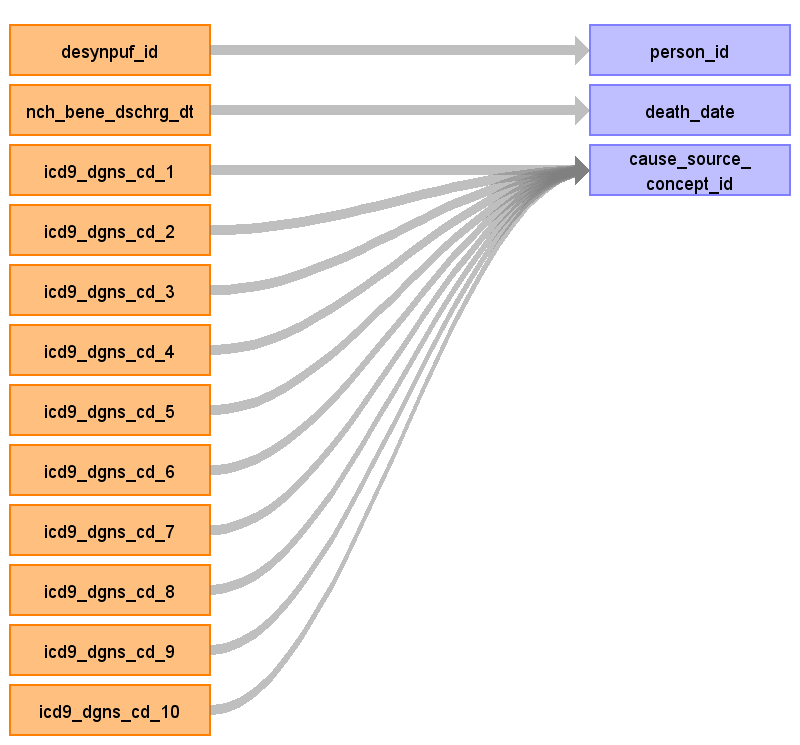 desynpuf_id
person_id
nch_bene_dschrg_dt
death_date
icd9_dgns_cd_1
cause_source_
concept_id
icd9_dgns_cd_2
icd9_dgns_cd_3
icd9_dgns_cd_4
icd9_dgns_cd_5
icd9_dgns_cd_6
icd9_dgns_cd_7
icd9_dgns_cd_8
icd9_dgns_cd_9
icd9_dgns_cd_10